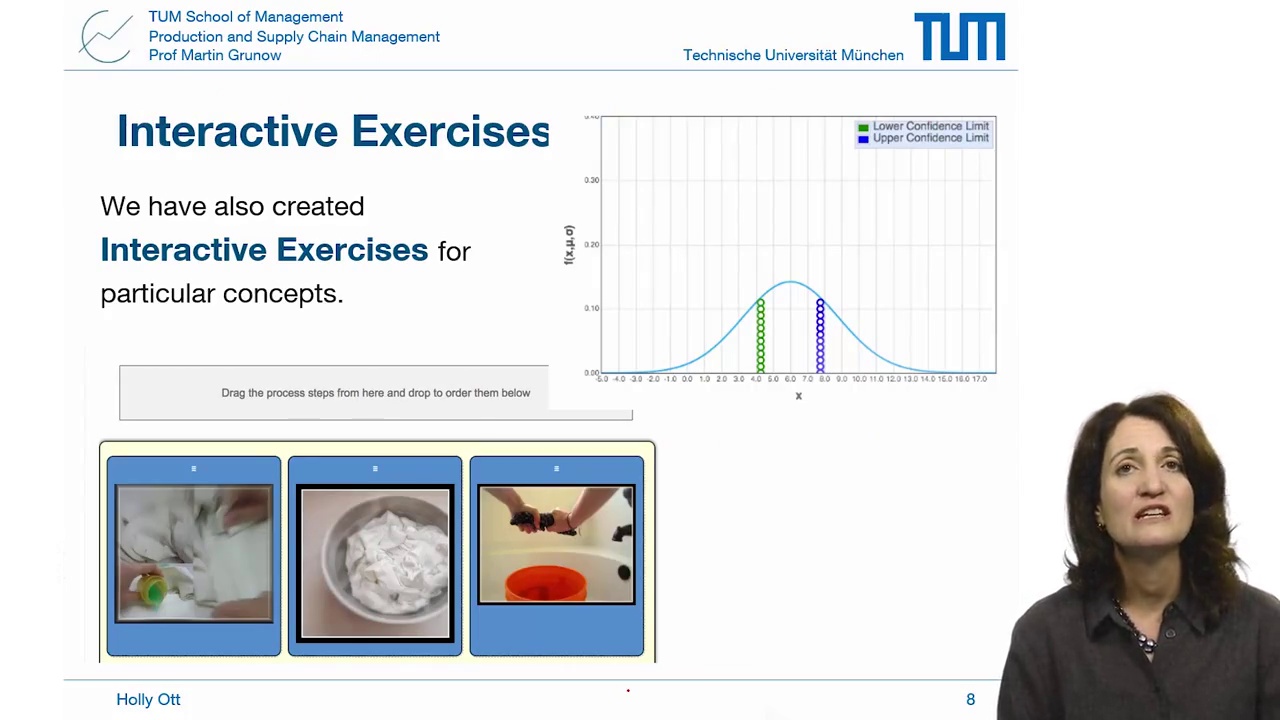 TUM School of Management
Production and Supply Chain Management
Prof Martin Grunow
Technische Universität München
TUM
Interactive Exercises
We have also created
Interactive Exercises for
particular concepts.
Lower Confidence Limit
Upper Confidence Limit
0.40
0.30
0.20
0.10
0.00
f(x,μ,σ)
-5.0 -4.0 -3.0 -2.0 -1.0 0.0 1.0 2.0 3.0 4.0 5.0 6.0 7.0 8.0 9.0 10.0 11.0 12.0 13.0 14.0 15.0 16.0 17.0
x
Drag the process steps from here and drop to order them below
Holly Ott
8